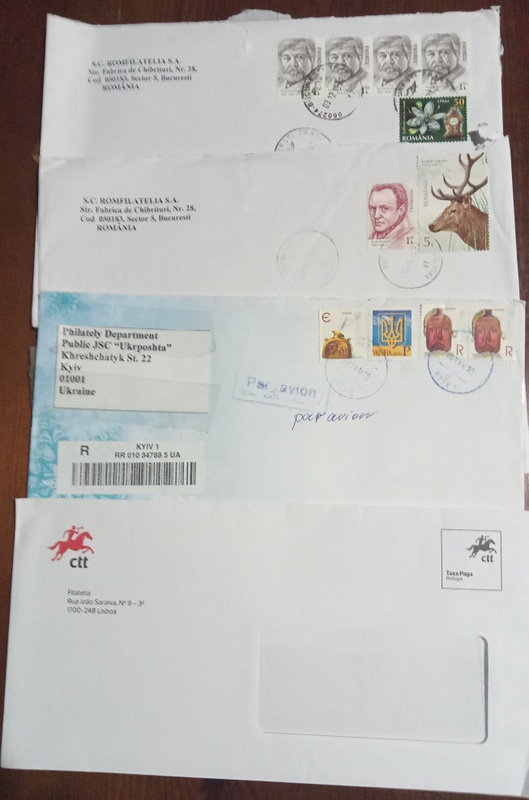 S.C. ROMFILATELIA S.A.
Str. Fabrica de Chibrituri, Nr. 28,
Cod 050183, Sector 5, Bucuresti
ROMÂNIA
50
ROMÂNIA
S.C. ROMFILATELIA S.A.
Str. Fabrica de Chibrituri, Nr. 28,
Cod 050183, Sector 5, Bucuresti
ROMÂNIA
Philately Department
Public JSC "Ukrposhta"
Khreshchatyk St. 22
Kyiv
01001
Ukraine
Є
P
R
R
Par avion
par avion
R
KYIV 1
RR 010 34788 5 UA
ctt
Filatelia
Rua João Saraiva, Nº 9 – 3º
1700-248 Lisboa
ctt
Taxa Paga
Portugal